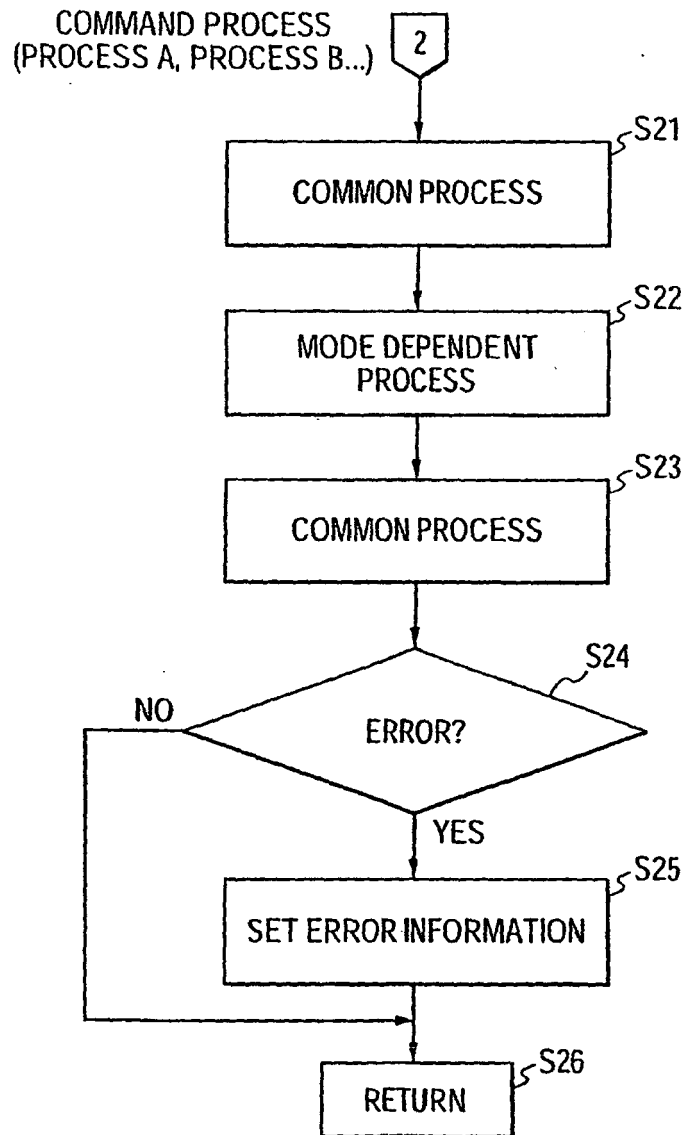 COMMAND PROCESS
(PROCESS A, PROCESS B...)
2
S21
COMMON PROCESS
S22
MODE DEPENDENT
PROCESS
S23
COMMON PROCESS
S24
ERROR?
NO
YES
S25
SET ERROR INFORMATION
S26
RETURN